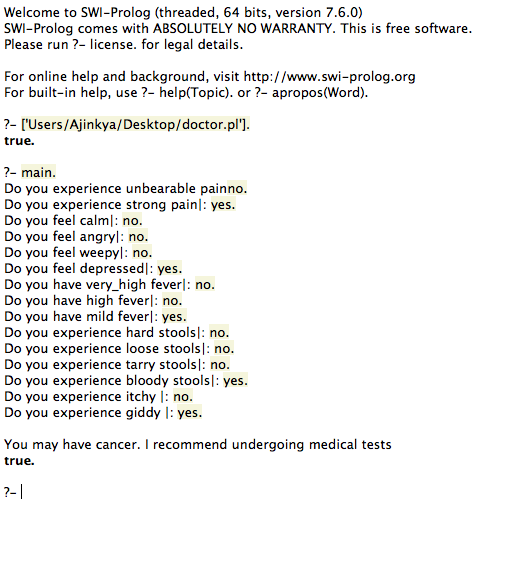 Welcome to SWI-Prolog (threaded, 64 bits, version 7.6.0)
SWI-Prolog comes with ABSOLUTELY NO WARRANTY. This is free software.
Please run ?- license. for legal details.

For online help and background, visit http://www.swi-prolog.org
For built-in help, use ?- help(Topic). or ?- apropos(Word).

?- ['Users/Ajinkya/Desktop/doctor.pl'].
true.

?- main.
Do you experience unbearable painno.
Do you experience strong pain|: yes.
Do you feel calm|: no.
Do you feel angry|: no.
Do you feel weepy|: no.
Do you feel depressed|: yes.
Do you have very_high fever|: no.
Do you have high fever|: no.
Do you have mild fever|: yes.
Do you experience hard stools|: no.
Do you experience loose stools|: no.
Do you experience tarry stools|: no.
Do you experience bloody stools|: yes.
Do you experience itchy |: no.
Do you experience giddy |: yes.

You may have cancer. I recommend undergoing medical tests
true.

?-